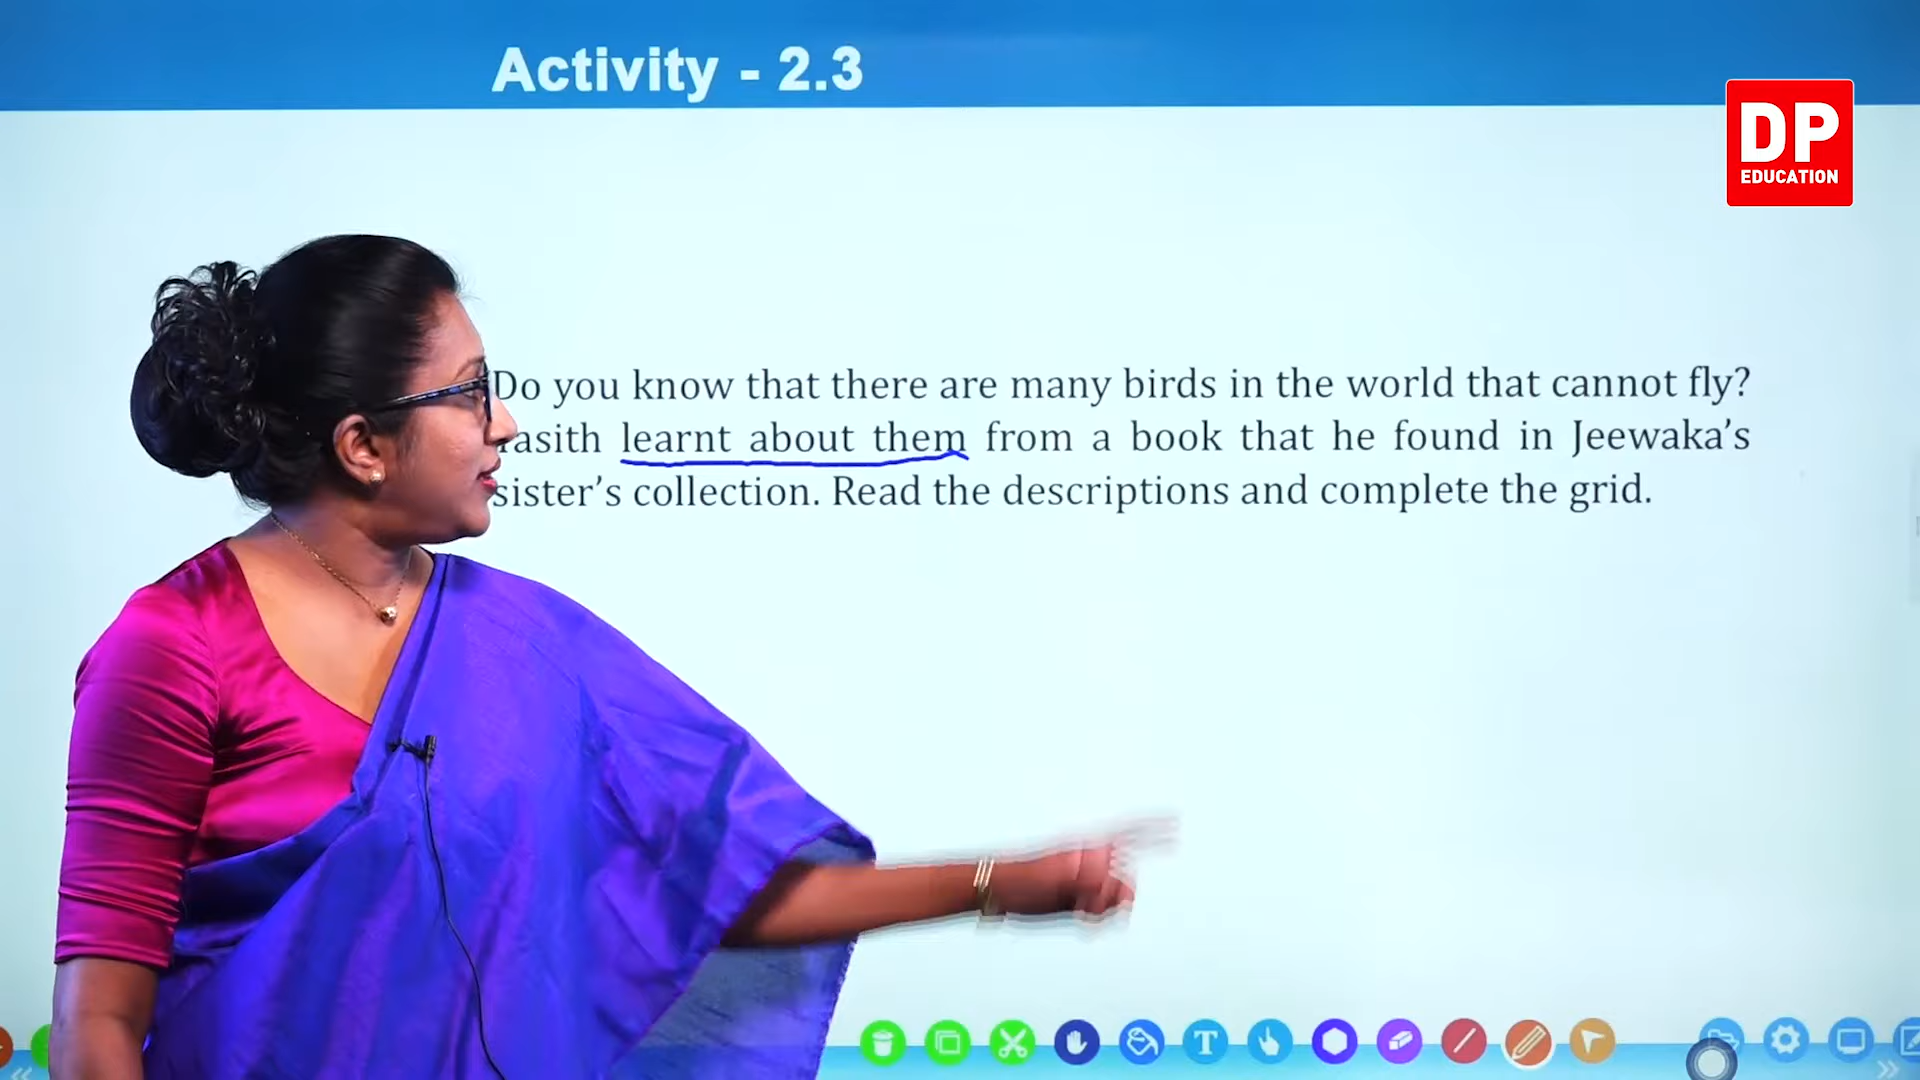 Activity - 2.3
DP
EDUCATION
Do you know that there are many birds in the world that cannot fly?
learnt about them from a book that he found in Jeewaka’s
sister’s collection. Read the descriptions and complete the grid.
T